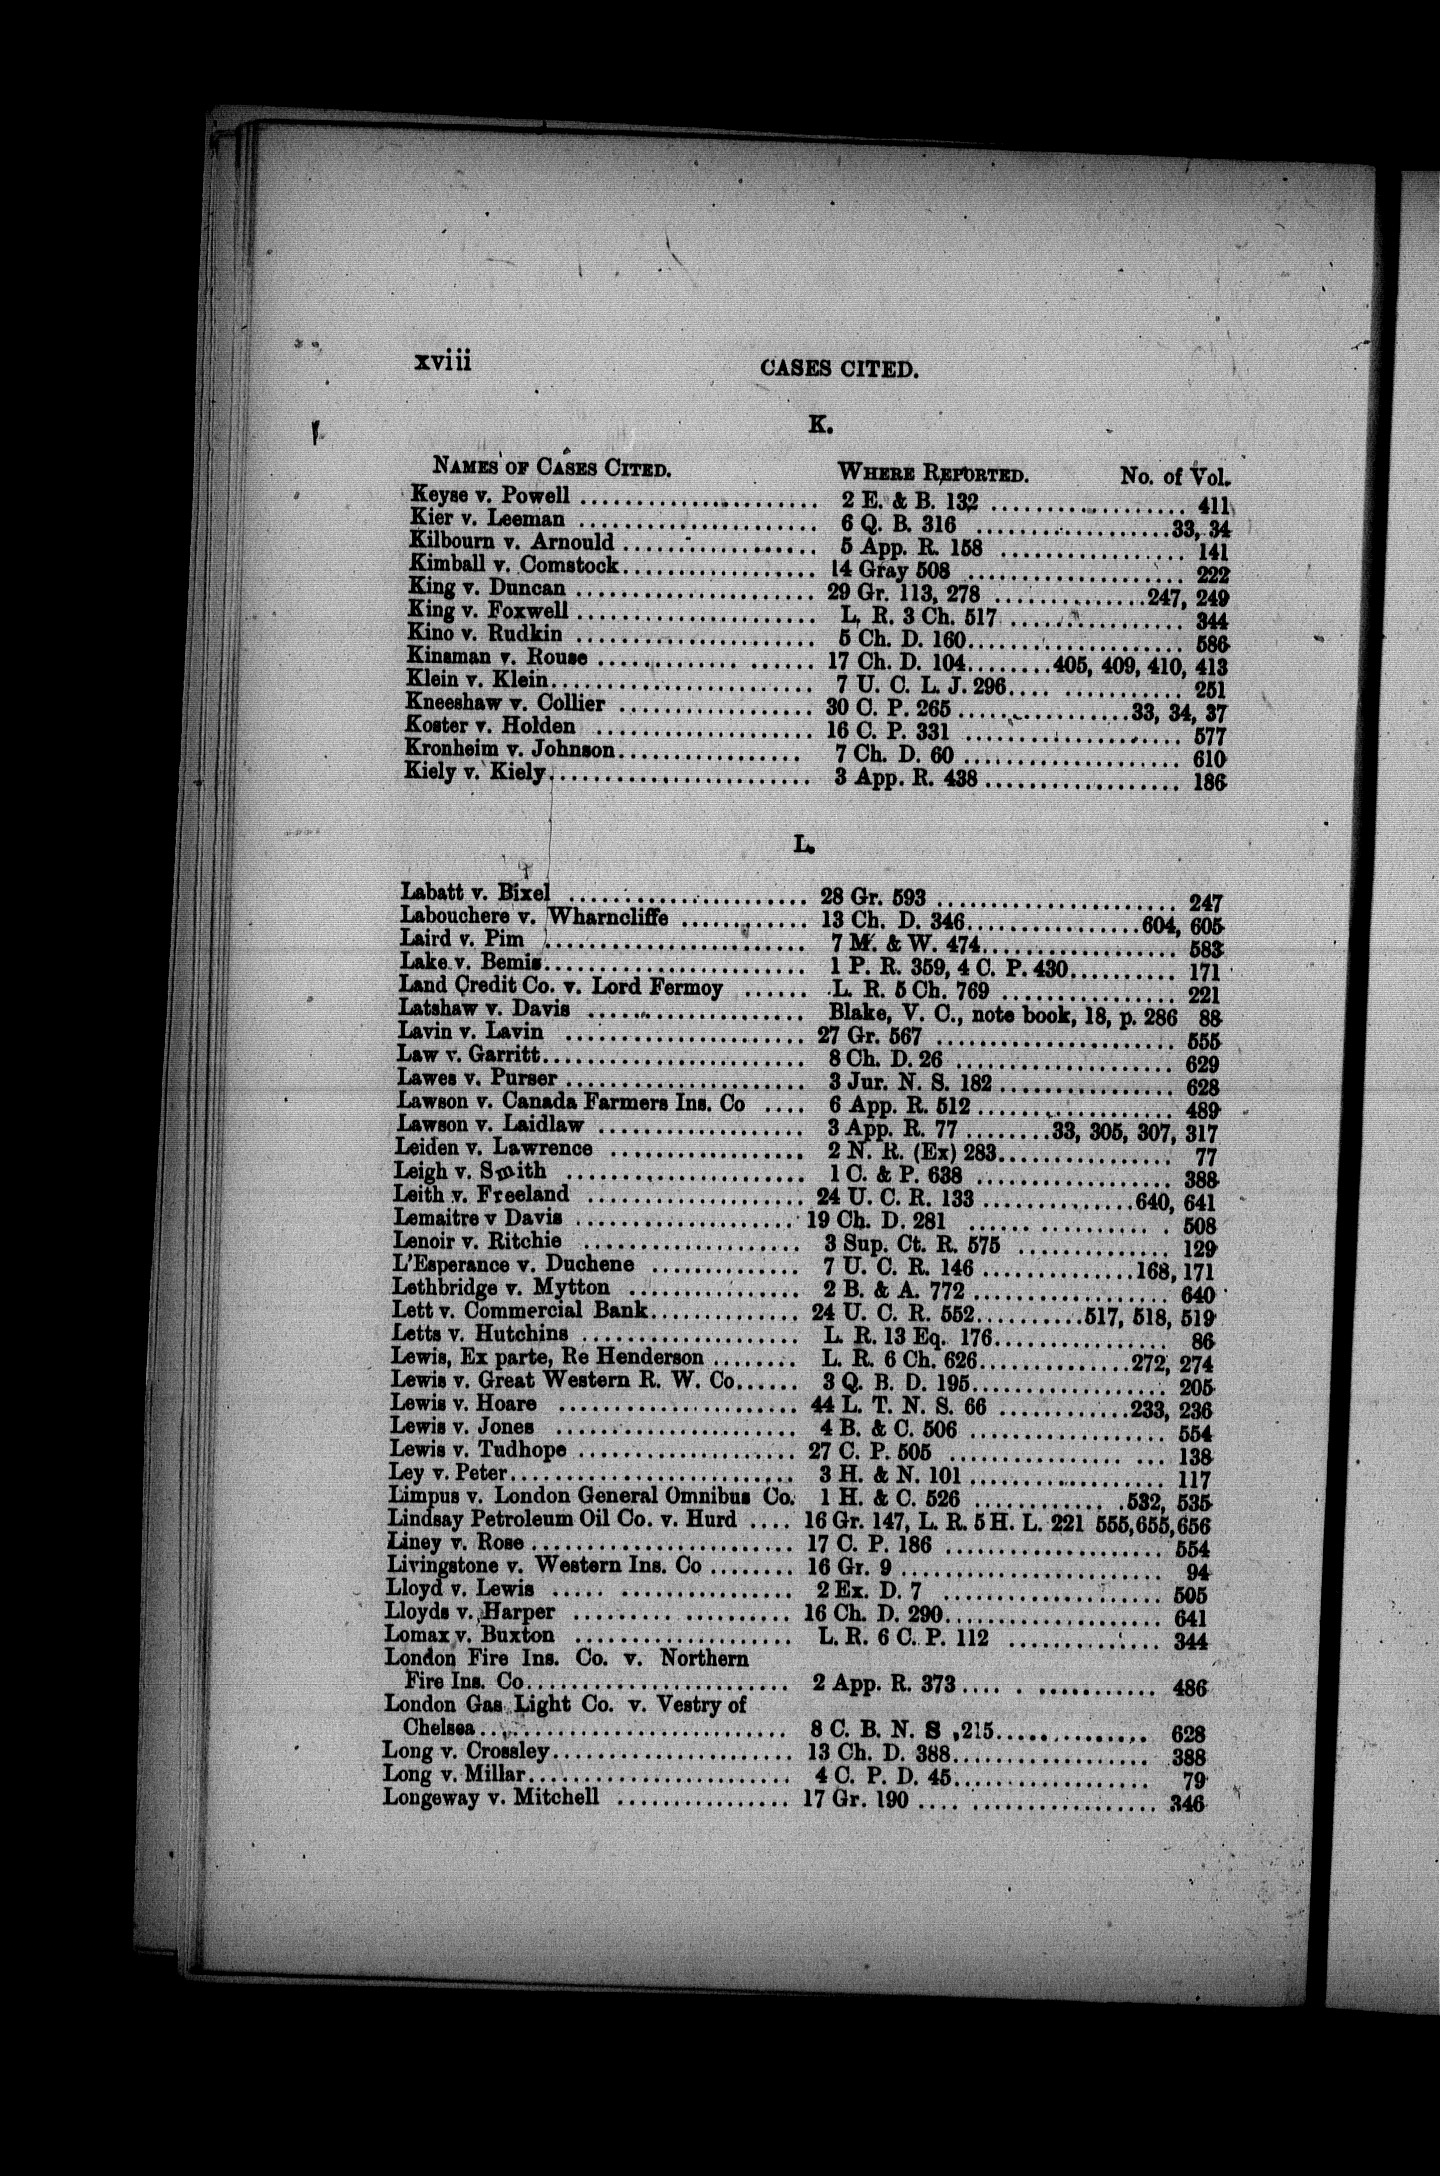 xviii CASES CITED.
K.
NAMES OF CASES CITED. WHERE REPORTED. No. of Vol.
Keyse v. Powell ........................ 2 E. & B. 132 .................. 411
Kier v. Leeman ........................ 6 Q. B. 316 ..................33, 34
Kilbourn v. Arnould .................. 5 App. R. 158 ................. 141
Kimball v. Comstock.................. 14 Gray 508 .................... 222
King v. Duncan ........................ 29 Gr. 113, 278 ...............247, 249
King v. Foxwell ........................ L. R. 3 Ch. 517 ................ 344
Kino v. Rudkin ........................ 5 Ch. D. 160.................... 586
Kinsman v. Rouse ............. ...... 17 Ch. D. 104........405, 409, 410, 413
Klein v. Klein........................ 7 U. C. L. J. 296.... ........... 251
Kneeshaw v. Collier .................. 30 C. P. 265 ................33, 34, 37
Koster v. Holden .................... 16 C. P. 331 .................... 577
Kronheim v. Johnson................. 7 Ch. D. 60 .................... 610
Kiely v. Kiely........................ 3 App. R. 438 .................. 186
L.
Labatt v. Bixel ........................ 28 Gr. 593 ...................... 247
Labouchere v. Wharncliffe ............ 13 Ch. D. 346................604, 605
Laird v. Pim ........................ 7 M. & W. 474.................. 583
Lake v. Bemis........................ 1 P. R. 359, 4 C. P. 430.......... 171
Land Credit Co. v. Lord Fermoy ...... L. R. 5 Ch. 769 ................ 221
Latshaw v. Davis .................... Blake, V. C., note book, 18, p. 286 88
Lavin v. Lavin ...................... 27 Gr. 567 ...................... 555
Law v. Garritt........................ 8 Ch. D. 26 .................... 629
Lawes v. Purser ...................... 3 Jur. N. S. 182 ................ 628
Lawson v. Canada Farmers Ins. Co .... 6 App. R. 512 .................. 489
Lawson v. Laidlaw ................... 3 App. R. 77 ........33, 305, 307, 317
Leiden v. Lawrence .................. 2 N. R. (Ex) 283................ 77
Leigh v. Smith ...................... 1 C. & P. 638 .................. 388
Leith v. Freeland .................... 24 U. C. R. 133 ..............640, 641
Lemaitre v Davis .................... 19 Ch. D. 281 ...... .......... . 508
Lenoir v. Ritchie .................... 3 Sup. Ct. R. 575 .............. 129
L'Esperance v. Duchene ............. 7 U. C. R. 146 ..............168, 171
Lethbridge v. Mytton ................ 2 B. & A. 772 .................. 640
Lett v. Commercial Bank.............. 24 U. C. R. 552..........517, 518, 519
Letts v. Hutchins .................... L. R. 13 Eq. 176................ 86
Lewis, Ex parte, Re Henderson ........ L. R. 6 Ch. 626..............272, 274
Lewis v. Great Western R. W. Co...... 3 Q. B. D. 195.................. 205
Lewis v. Hoare ...................... 44 L. T. N. S. 66 ............233, 236
Lewis v. Jones ...................... 4 B. & C. 506 .................. 554
Lewis v. Tudhope .................... 27 C. P. 505 ................ ... 138
Ley v. Peter.......................... 3 H. & N. 101 .................. 117
Limpus v. London General Omnibus Co. 1 H. & C. 526 ............ .532, 535
Lindsay Petroleum Oil Co. v. Hurd .... 16 Gr. 147, L. R. 5 H. L. 221 555,655,656
Liney v. Rose ........................ 17 C. P. 186 .................... 554
Livingstone v. Western Ins. Co ........ 16 Gr. 9 ........................ 94
Lloyd v. Lewis ..... ................ 2 Ex. D. 7 .................... 505
Lloyds v. Harper ......... .......... 16 Ch. D. 290.................... 641
Lomax v. Buxton .................... L. R. 6 C. P. 112 .............. 344
London Fire Ins. Co. v. Northern
Fire Ins. Co........................ 2 App. R. 373.... . ........... 486
London Gas Light Co. v. Vestry of
Chelsea............................ 8 C. B. N. S ,215.............. 628
Long v. Crossley...................... 13 Ch. D. 388.................. 388
Long v. Millar........................ 4 C. P. D. 45.................. 79
Longeway v. Mitchell ................ 17 Gr. 190 .... ................. 346